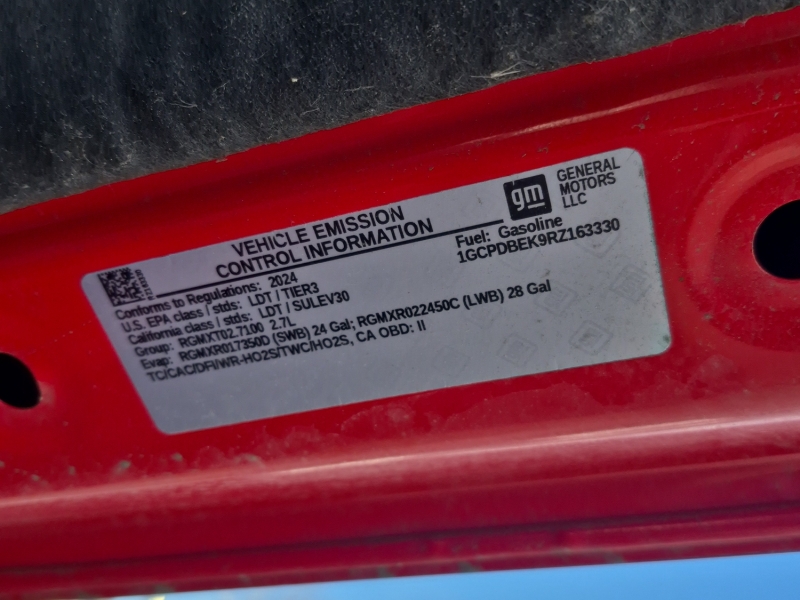 VEHICLE EMISSION
CONTROL INFORMATION
gm
GENERAL
MOTORS
LLC
Fuel: Gasoline
1GCPDBEK9RZ163330
Conforms to Regulations: 2024
U.S. EPA class / stds: LDT / TIER3
California class / stds: LDT / SULEV30
Group: RGMXT02.7100 2.7L
Evap: RGMXR017350D (SWB) 24 Gal; RGMXR022450C (LWB) 28 Gal
TC/CAC/DFI/WR-HO2S/TWC/HO2S, CA OBD: II